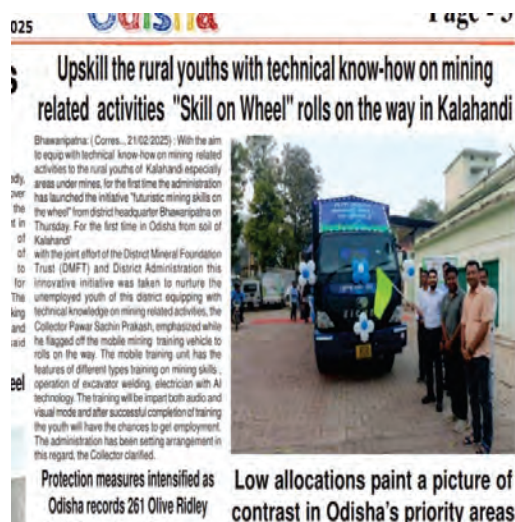 2025
Odisha
Page - 5
Upskill the rural youths with technical know-how on mining
related activities "Skill on Wheel" rolls on the way in Kalahandi
Bhawanipatna: ( Corres... 21/02/2025) : With the aim
to equip with technical know-how on mining related
activities to the rural youths of Kalahandi especially
areas under mines, for the first time the administration
has launched the initiative "futuristic mining skills on
the wheel" from district headquarter Bhawanipatna on
Thursday. For the first time in Odisha from soil of
Kalahandi'
with the joint effort of the District Mineral Foundation
Trust (DMFT) and District Administration this
innovative initiative was taken to nurture the
unemployed youth of this district equipping with
technical knowledge on mining related activities, the
Collector Pawar Sachin Prakash, emphasized while
he flagged off the mobile mining training vehicle to
rolls on the way. The mobile training unit has the
features of different types training on mining skills ,
operation of excavator welding, electrician with AI
technology. The training will be impart both audio and
visual mode and after successful completion of training
the youth will have the chances to get employment.
The administration has been setting arrangement in
this regard, the Collector clarified.
Protection measures intensified as
Odisha records 261 Olive Ridley
Low allocations paint a picture of
contrast in Odisha's priority areas